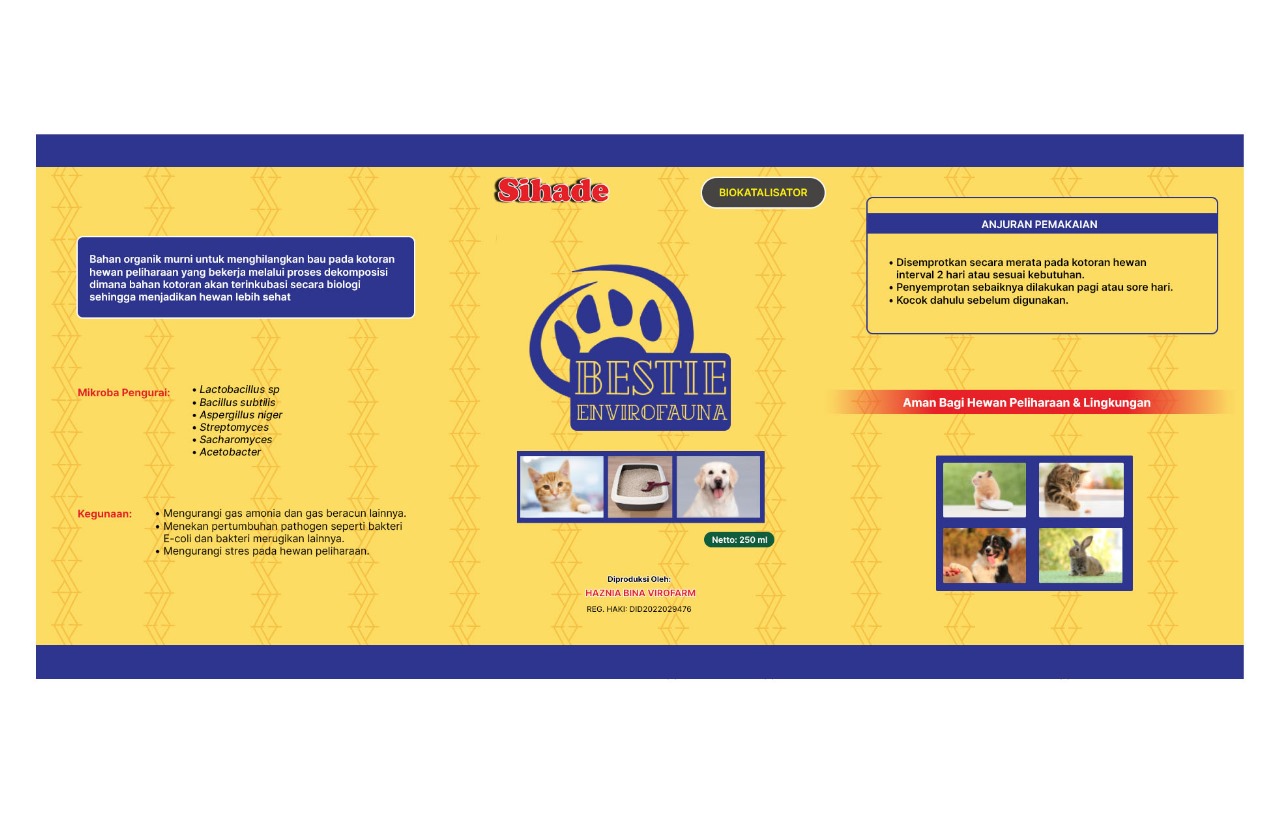 Bahan organik murni untuk menghilangkan bau pada kotoran
hewan peliharaan yang bekerja melalui proses dekomposisi
dimana bahan kotoran akan terinkubasi secara biologi
sehingga menjadikan hewan lebih sehat
Mikroba Pengurai:
• Lactobacillus sp
• Bacillus subtilis
• Aspergillus niger
• Streptomyces
• Sacharomyces
• Acetobacter
Kegunaan:
• Mengurangi gas amonia dan gas beracun lainnya.
• Menekan pertumbuhan pathogen seperti bakteri
E-coli dan bakteri merugikan lainnya.
• Mengurangi stres pada hewan peliharaan.
Sihade
BIOKATALISATOR
BESTIE
ENVIROFAUNA
Netto: 250 ml
Diproduksi Oleh:
HAZNIA BINA VIROFARM
REG. HAKI: DID2022029476
ANJURAN PEMAKAIAN
• Disemprotkan secara merata pada kotoran hewan
interval 2 hari atau sesuai kebutuhan.
• Penyemprotan sebaiknya dilakukan pagi atau sore hari.
• Kocok dahulu sebelum digunakan.
Aman Bagi Hewan Peliharaan & Lingkungan